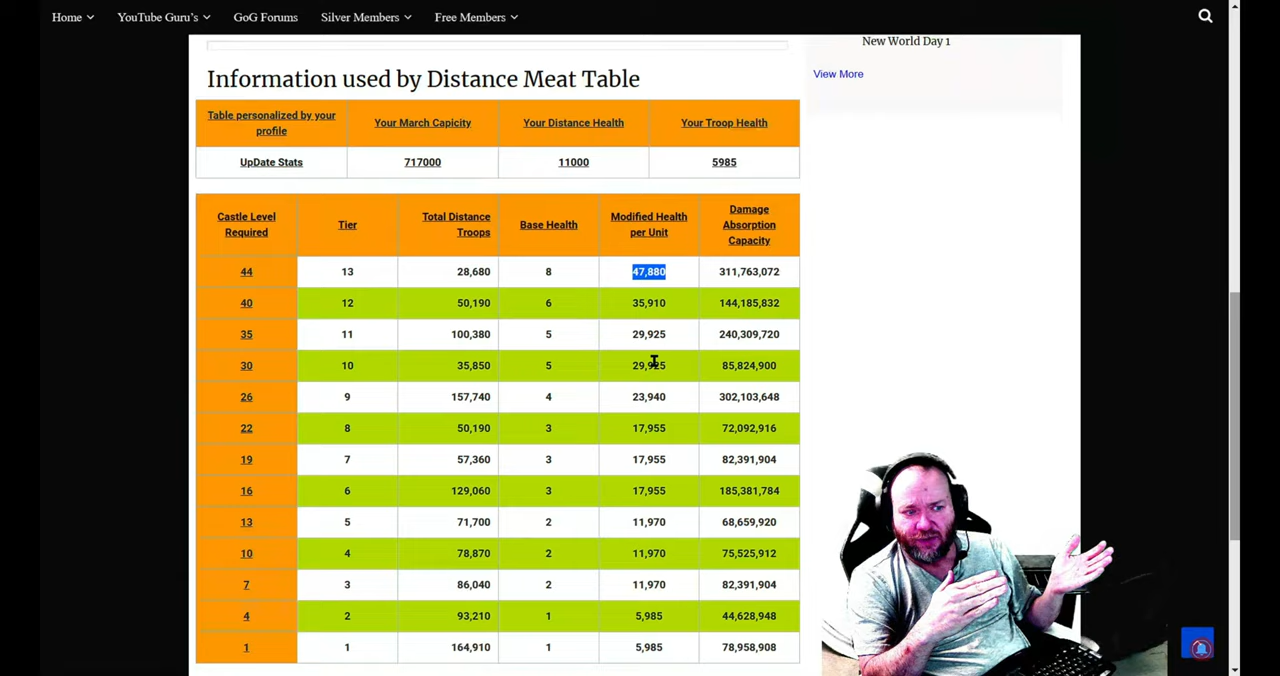 Home YouTube Guru's GoG Forums Silver Members Free Members
New World Day 1
View More
Information used by Distance Meat Table
Table personalized by your profile Your March Capicity Your Distance Health Your Troop Health
UpDate Stats 717000 11000 5985
Castle Level Required Tier Total Distance Troops Base Health Modified Health per Unit Damage Absorption Capacity
44 13 28,680 8 47,880 311,763,072
40 12 50,190 6 35,910 144,185,832
35 11 100,380 5 29,925 240,309,720
30 10 35,850 5 29,925 85,824,900
26 9 157,740 4 23,940 302,103,648
22 8 50,190 3 17,955 72,092,916
19 7 57,360 3 17,955 82,391,904
16 6 129,060 3 17,955 185,381,784
13 5 71,700 2 11,970 68,659,920
10 4 78,870 2 11,970 75,525,912
7 3 86,040 2 11,970 82,391,904
4 2 93,210 1 5,985 44,628,948
1 1 164,910 1 5,985 78,958,908